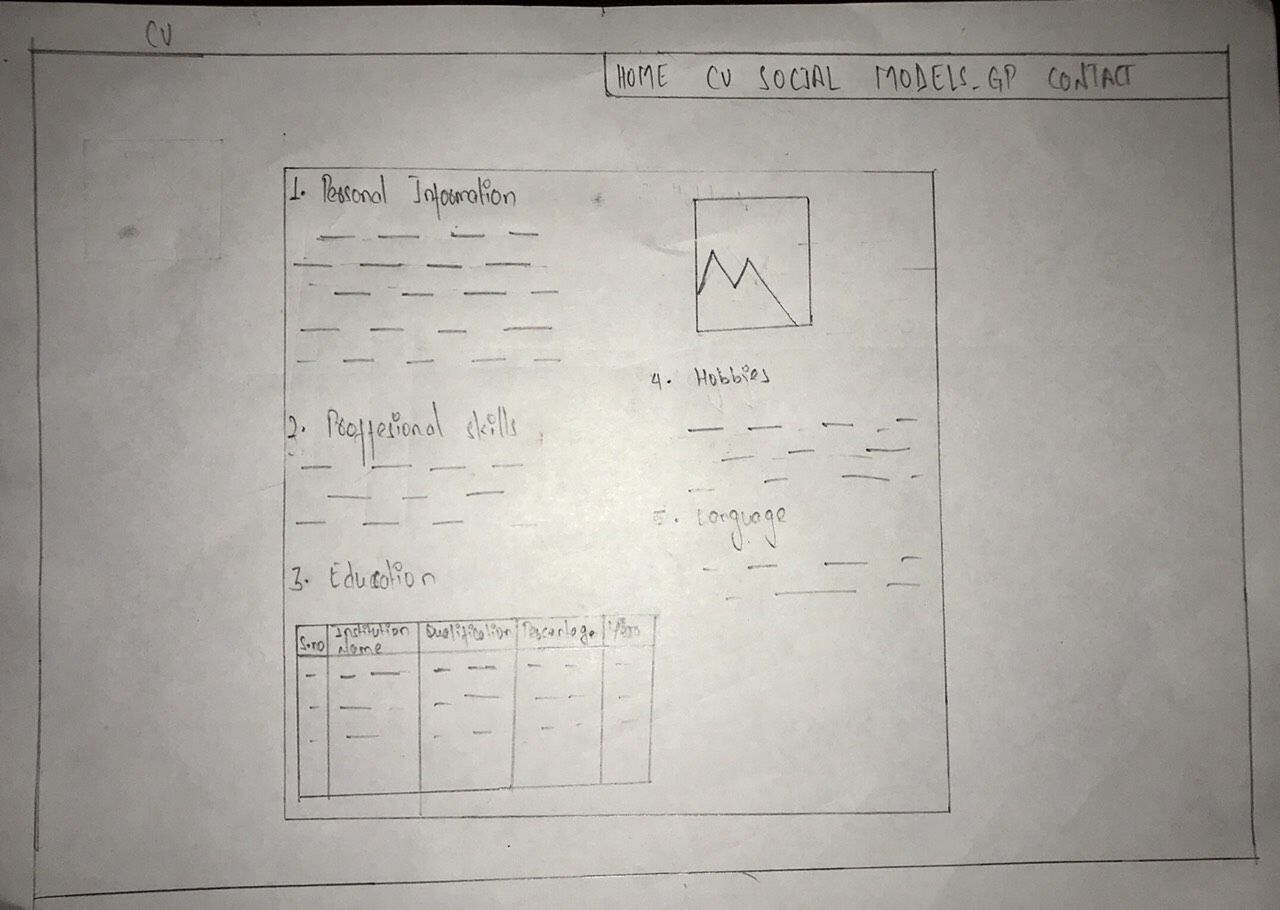 CV
HOME CV SOCIAL MODELS_GP CONTACT
1. Personal Information
2. Proffesional skills
3. Education
S.no Institution Name Qualification Percentage Year
4. Hobbies
5. Language